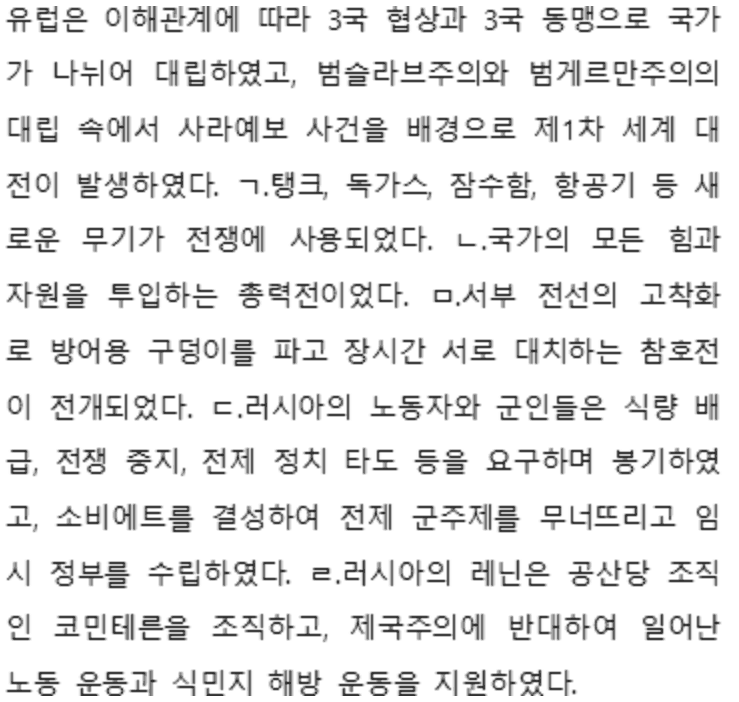 유럽은 이해관계에 따라 3국 협상과 3국 동맹으로 국가
가 나뉘어 대립하였고, 범슬라브주의와 범게르만주의의
대립 속에서 사라예보 사건을 배경으로 제1차 세계 대
전이 발생하였다. ㄱ.탱크, 독가스, 잠수함, 항공기 등 새
로운 무기가 전쟁에 사용되었다. ㄴ.국가의 모든 힘과
자원을 투입하는 총력전이었다. ㅁ.서부 전선의 고착화
로 방어용 구덩이를 파고 장시간 서로 대치하는 참호전
이 전개되었다. ㄷ.러시아의 노동자와 군인들은 식량 배
급, 전쟁 중지, 전제 정치 타도 등을 요구하며 봉기하였
고, 소비에트를 결성하여 전제 군주제를 무너뜨리고 임
시 정부를 수립하였다. ㄹ.러시아의 레닌은 공산당 조직
인 코민테른을 조직하고, 제국주의에 반대하여 일어난
노동 운동과 식민지 해방 운동을 지원하였다.